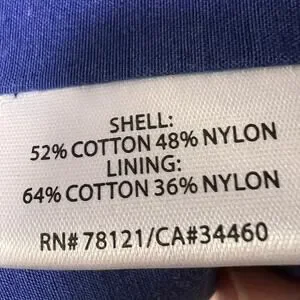 SHELL:
52% COTTON 48% NYLON
LINING:
64% COTTON 36% NYLON
RN# 78121/CA#34460